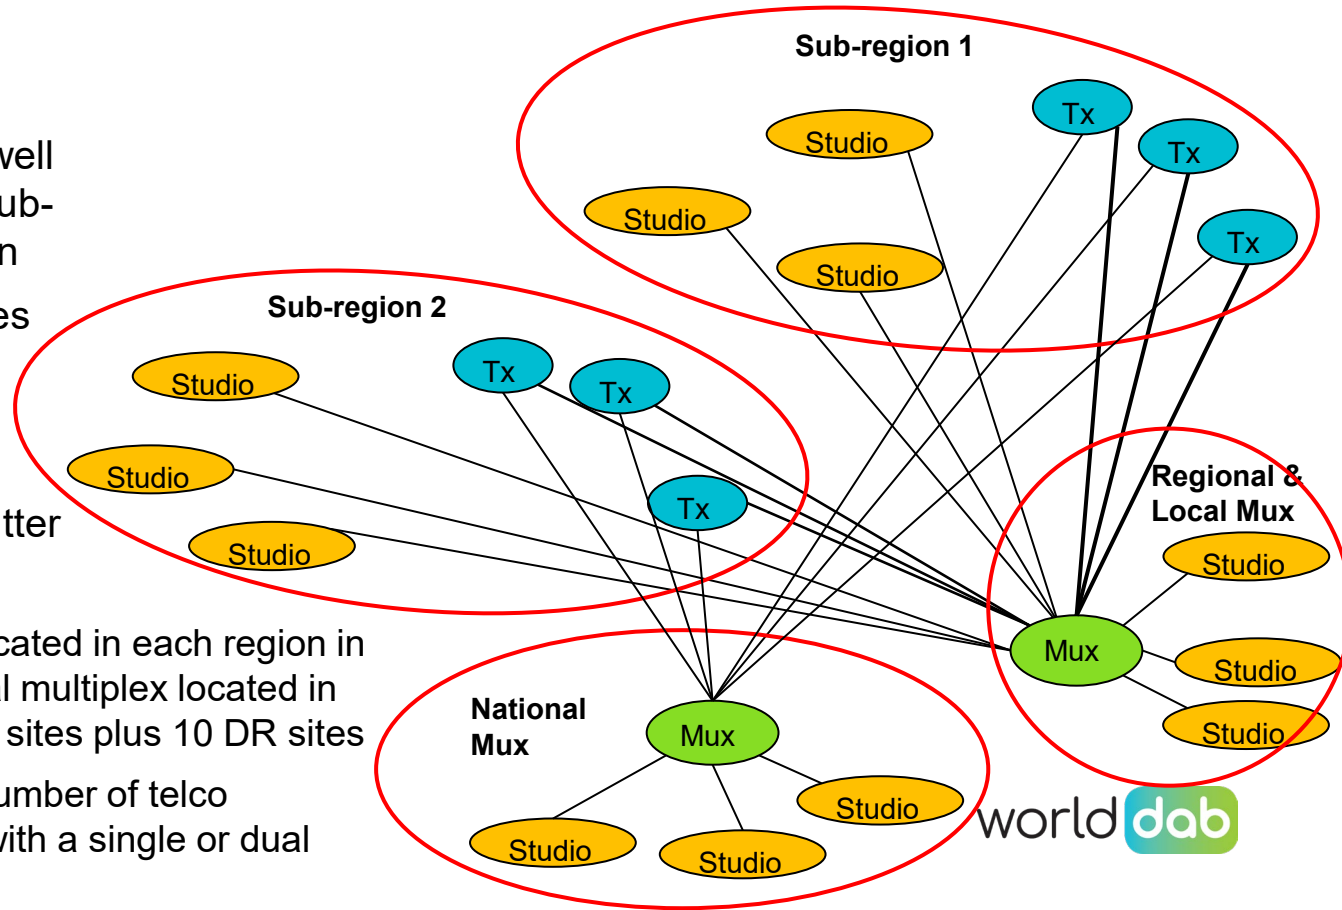 well
ub-
n
es
tter
cated in each region in
al multiplex located in
sites plus 10 DR sites
umber of telco
with a single or dual
Sub-region 1
Studio
Studio
Studio
Tx
Tx
Tx
Sub-region 2
Studio
Studio
Studio
Tx
Tx
Tx
Regional &
Local Mux
Studio
Mux
Studio
Studio
National
Mux
Mux
Studio
Studio
Studio
world dab